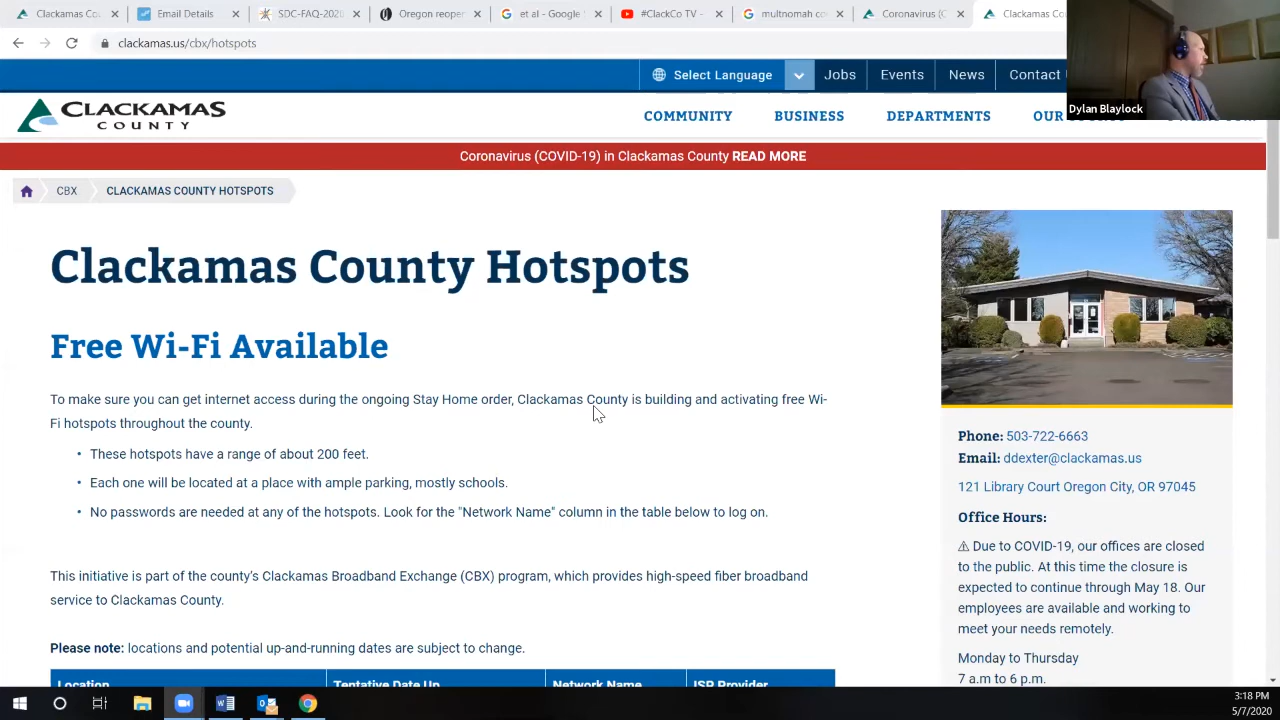 Clackamas Co
Email Details
SDC-FAQ-2020
Oregon reoper
et al - Google
#ClackCo TV -
multnomah co
Coronavirus (C
Clackamas Co
clackamas.us/cbx/hotspots
Select Language
Jobs
Events
News
Contact
CLACKAMAS
COUNTY
COMMUNITY
BUSINESS
DEPARTMENTS
OUR
Dylan Blaylock
Coronavirus (COVID-19) in Clackamas County READ MORE
CBX
CLACKAMAS COUNTY HOTSPOTS
Clackamas County Hotspots
Free Wi-Fi Available
To make sure you can get internet access during the ongoing Stay Home order, Clackamas County is building and activating free Wi-
Fi hotspots throughout the county.
• These hotspots have a range of about 200 feet.
• Each one will be located at a place with ample parking, mostly schools.
• No passwords are needed at any of the hotspots. Look for the "Network Name" column in the table below to log on.
This initiative is part of the county's Clackamas Broadband Exchange (CBX) program, which provides high-speed fiber broadband
service to Clackamas County.
Please note: locations and potential up-and-running dates are subject to change.
Location
Tentative Date Up
Network Name
ISP Provider
Phone: 503-722-6663
Email: ddexter@clackamas.us
121 Library Court Oregon City, OR 97045
Office Hours:
⚠ Due to COVID-19, our offices are closed
to the public. At this time the closure is
expected to continue through May 18. Our
employees are available and working to
meet your needs remotely.
Monday to Thursday
7 a.m to 6 p.m.
3:18 PM
5/7/2020